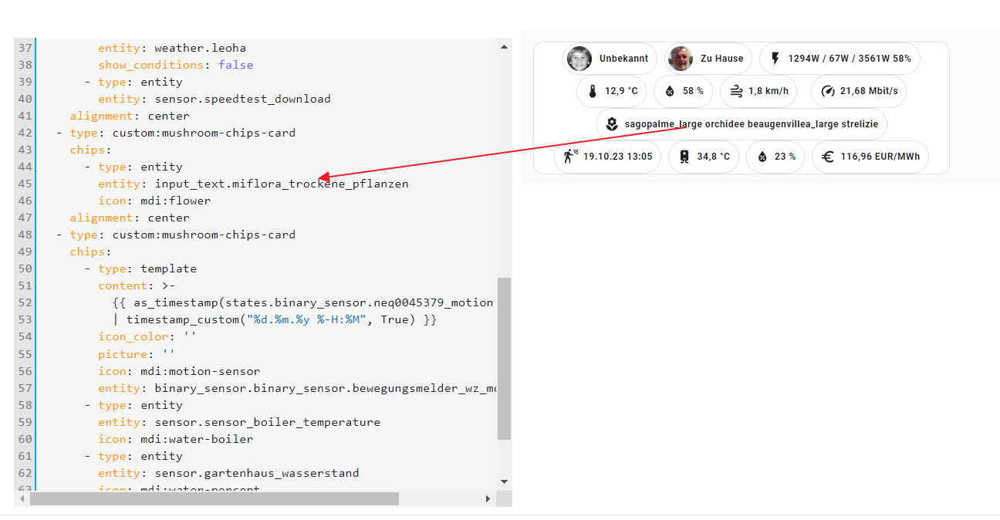 37 entity: weather.leoha
38 show_conditions: false
39 - type: entity
40 entity: sensor.speedtest_download
41 alignment: center
42 - type: custom:mushroom-chips-card
43 chips:
44 - type: entity
45 entity: input_text.miflora_trockene_pflanzen
46 icon: mdi:flower
47 alignment: center
48 - type: custom:mushroom-chips-card
49 chips:
50 - type: template
51 content: >-
52 {{ as_timestamp(states.binary_sensor.neq0045379_motion
53 | timestamp_custom("%d.%m.%y %-H:%M", True) }}
54 icon_color: ''
55 picture: ''
56 icon: mdi:motion-sensor
57 entity: binary_sensor.binary_sensor.bewegungsmelder_wz_mo
58 - type: entity
59 entity: sensor.sensor_boiler_temperature
60 icon: mdi:water-boiler
61 - type: entity
62 entity: sensor.gartenhaus_wasserstand
63 icon: mdi:water-percent
Unbekannt Zu Hause 1294W / 67W / 3561W 58%
12,9 °C 58 % 1,8 km/h 21,68 Mbit/s
sagopalme_large orchidee beaugenvillea_large strelizie
19.10.23 13:05 34,8 °C 23 % 116,96 EUR/MWh